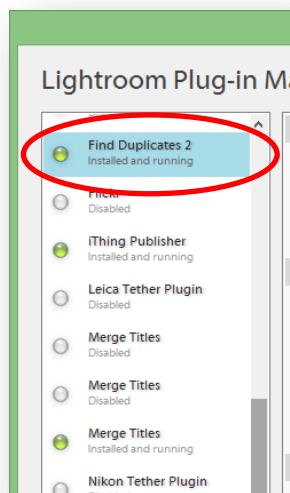 Lightroom Plug-in M
Find Duplicates 2
Installed and running
Flickr
Disabled
iThing Publisher
Installed and running
Leica Tether Plugin
Disabled
Merge Titles
Disabled
Merge Titles
Disabled
Merge Titles
Installed and running
Nikon Tether Plugin